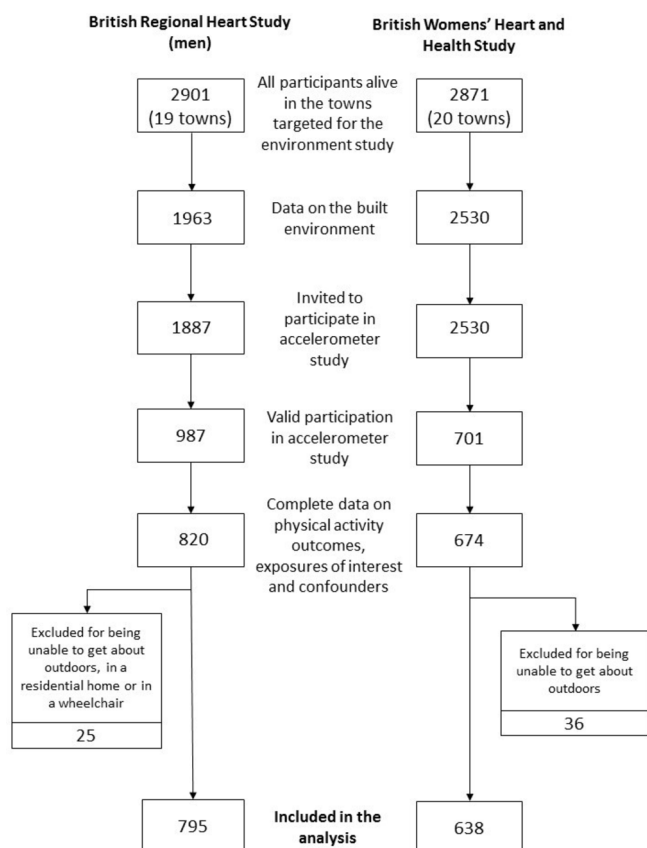 British Regional Heart Study
(men)
British Womens' Heart and
Health Study
2901
(19 towns)
All participants alive
in the towns
targeted for the
environment study
2871
(20 towns)
1963
Data on the built
environment
2530
1887
Invited to
participate in
accelerometer
study
2530
987
Valid participation
in accelerometer
study
701
820
Complete data on
physical activity
outcomes,
exposures of interest
and confounders
674
Excluded for being
unable to get about
outdoors, in a
residential home or in
a wheelchair
25
Excluded for being
unable to get about
outdoors
36
795
Included in the
analysis
638